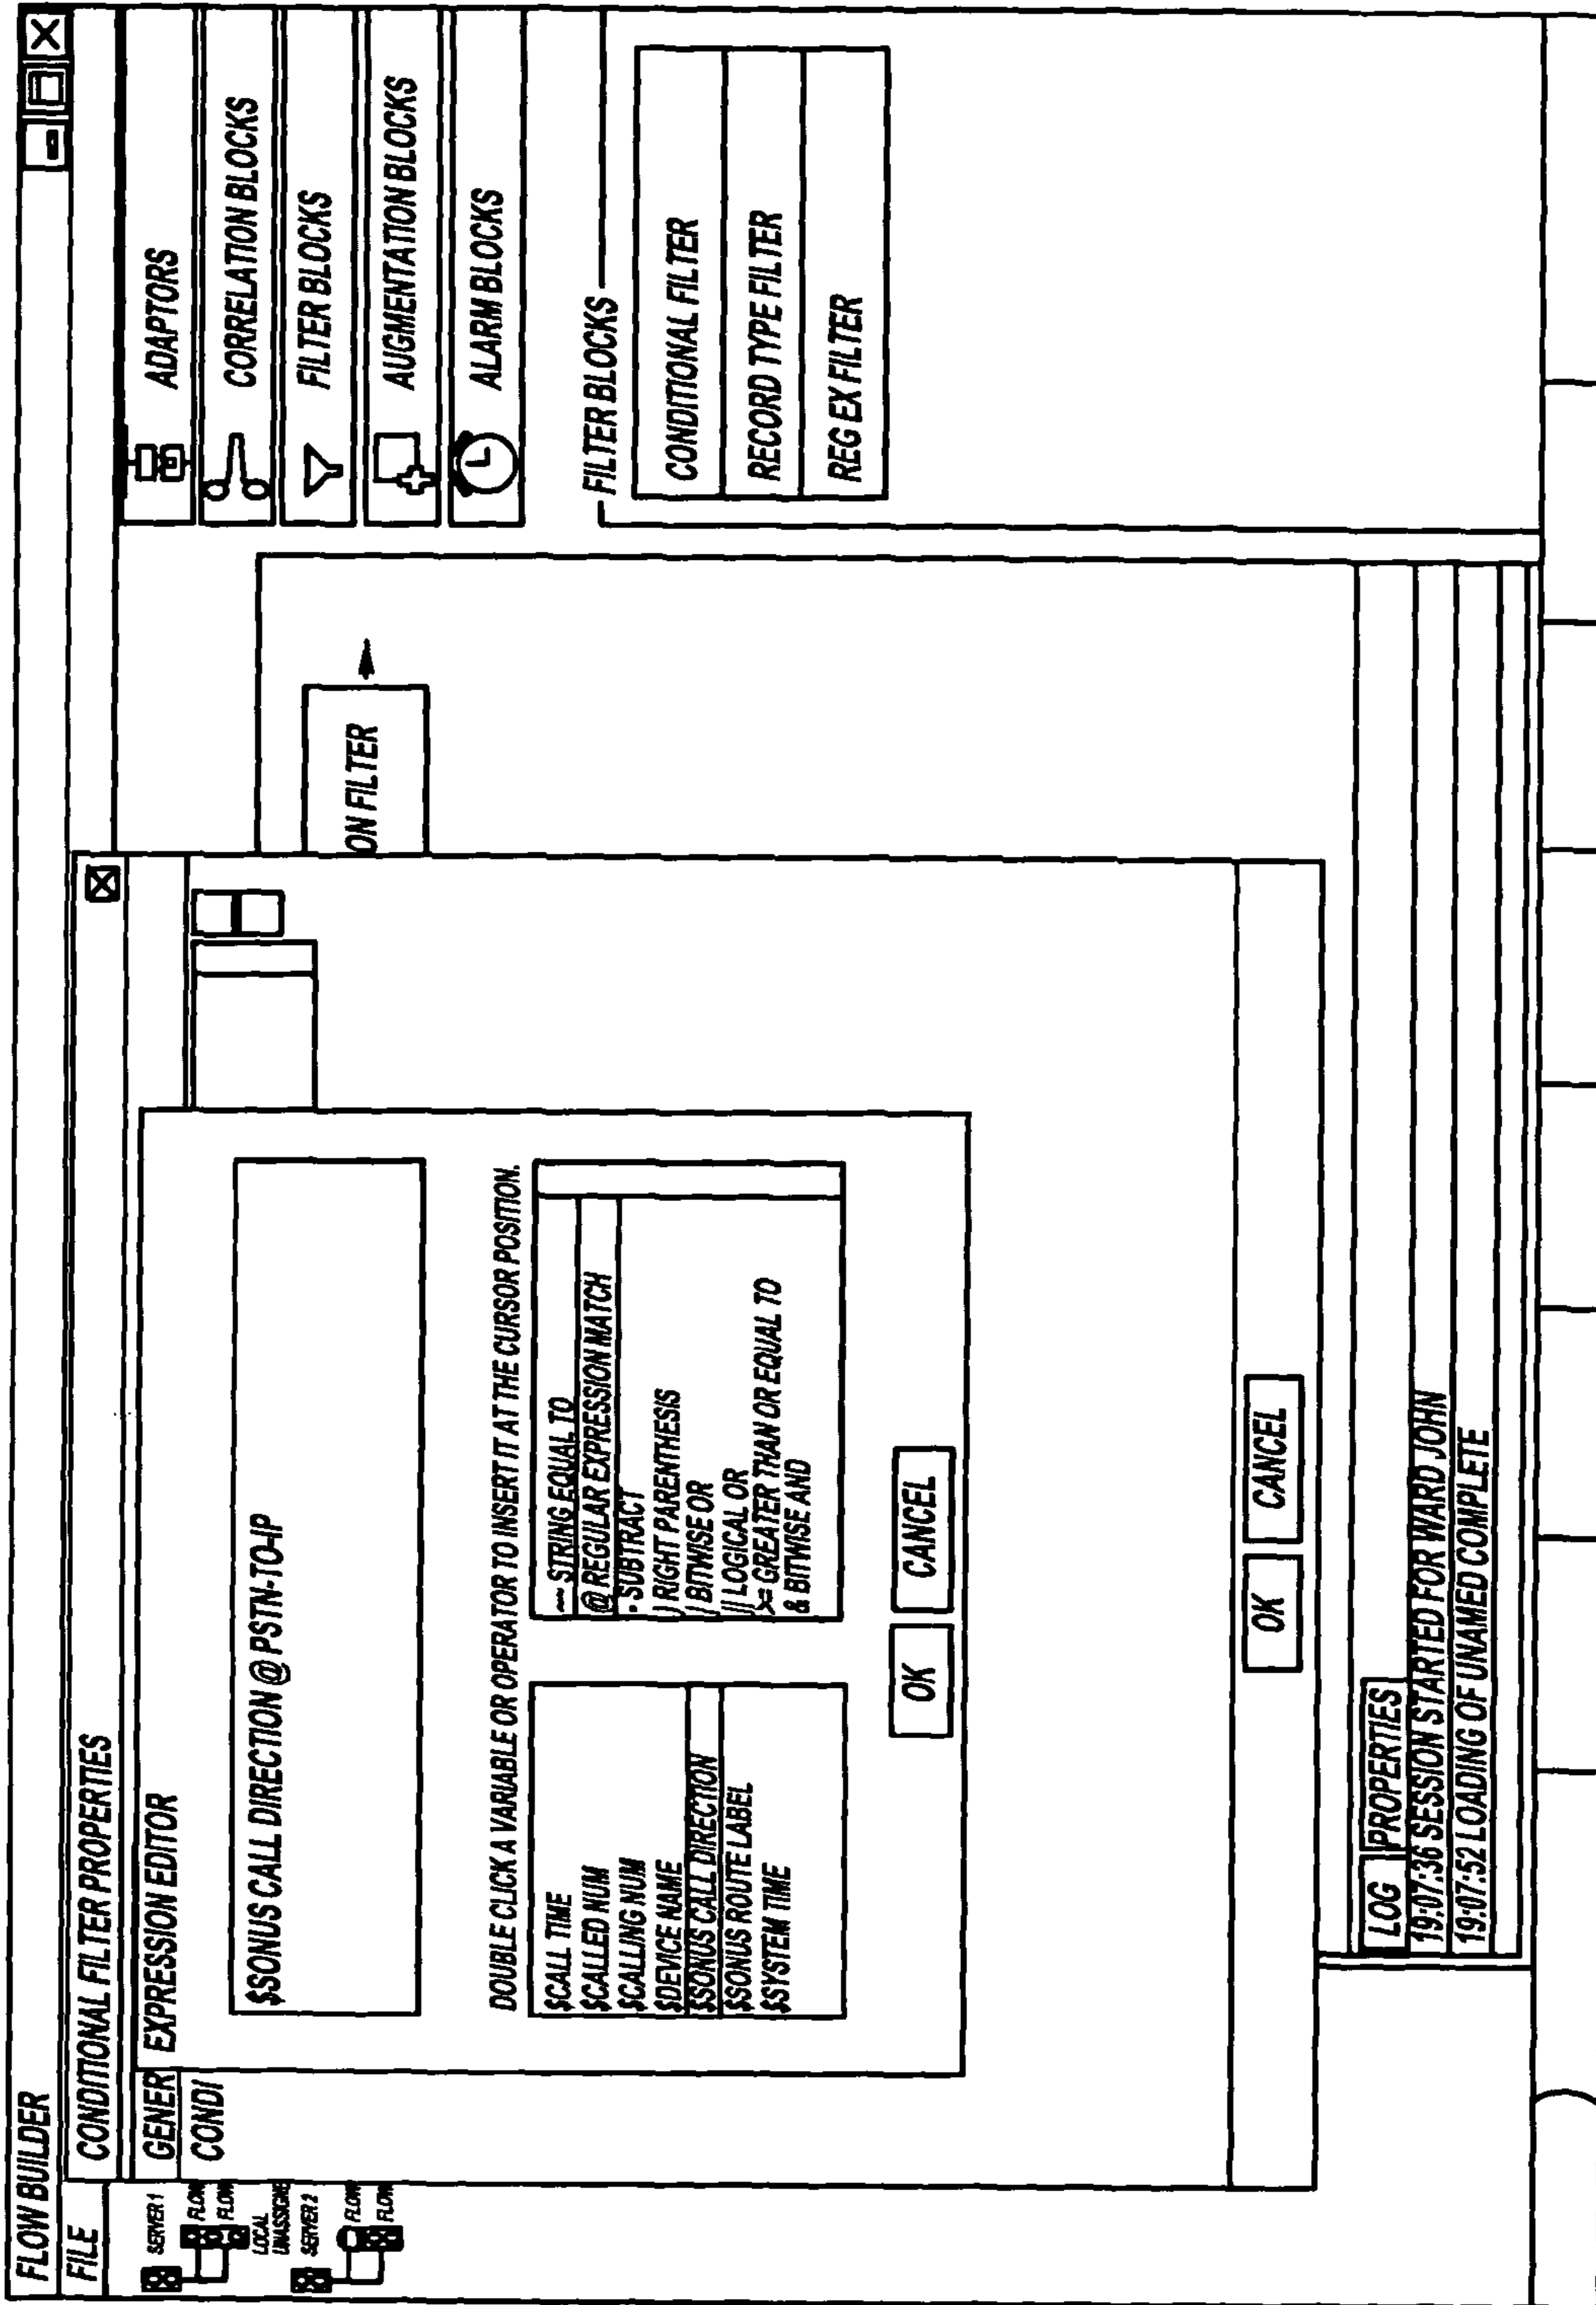 FLOW BUILDER
FILE
CONDITIONAL FILTER PROPERTIES
GENER
EXPRESSION EDITOR
CONDI
$SONUS CALL DIRECTION @ PSTN-TO-IP
DOUBLE CLICK A VARIABLE OR OPERATOR TO INSERT IT AT THE CURSOR POSITION.
$CALL TIME
$CALLED NUM
$CALLING NUM
$DEVICE NAME
$SONUS CALL DIRECTION
$SONUS ROUTE LABEL
$SYSTEM TIME
~ STRING EQUAL TO
@ REGULAR EXPRESSION MATCH
- SUBTRACT
) RIGHT PARENTHESIS
| BITWISE OR
|| LOGICAL OR
>= GREATER THAN OR EQUAL TO
& BITWISE AND
OK
CANCEL
OK
CANCEL
SERVER 1
FLOW
FLOW
LOCAL
UNASSIGNE
SERVER 2
FLOW
FLOW
ON FILTER
ADAPTORS
CORRELATION BLOCKS
FILTER BLOCKS
AUGMENTATION BLOCKS
ALARM BLOCKS
FILTER BLOCKS
CONDITIONAL FILTER
RECORD TYPE FILTER
REG EX FILTER
LOG
PROPERTIES
19:07:36 SESSION STARTED FOR WARD JOHN
19:07:52 LOADING OF UNAMED COMPLETE